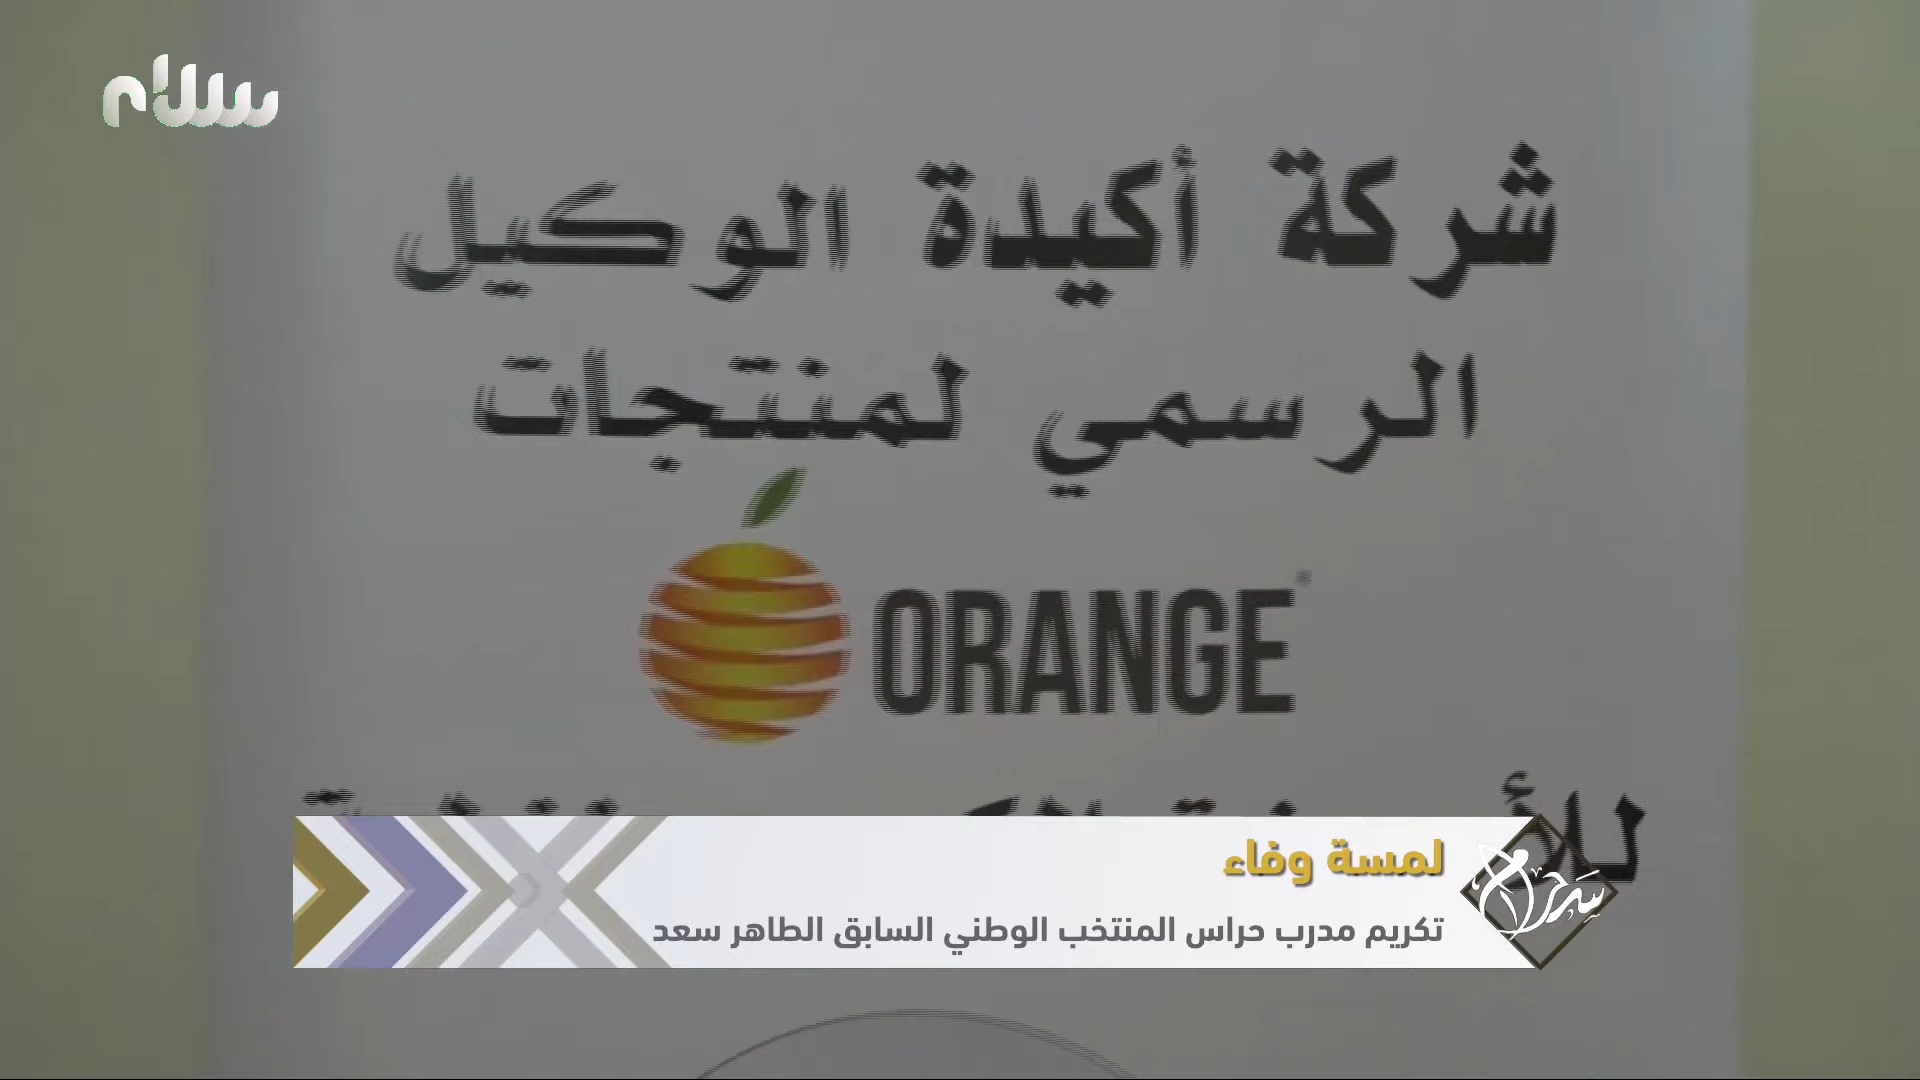 سلام
شركة أكيدة الوكيل
الرسمي لمنتجات
ORANGE
لمسة وفاء
تكريم مدرب حراس المنتخب الوطني السابق الطاهر سعد